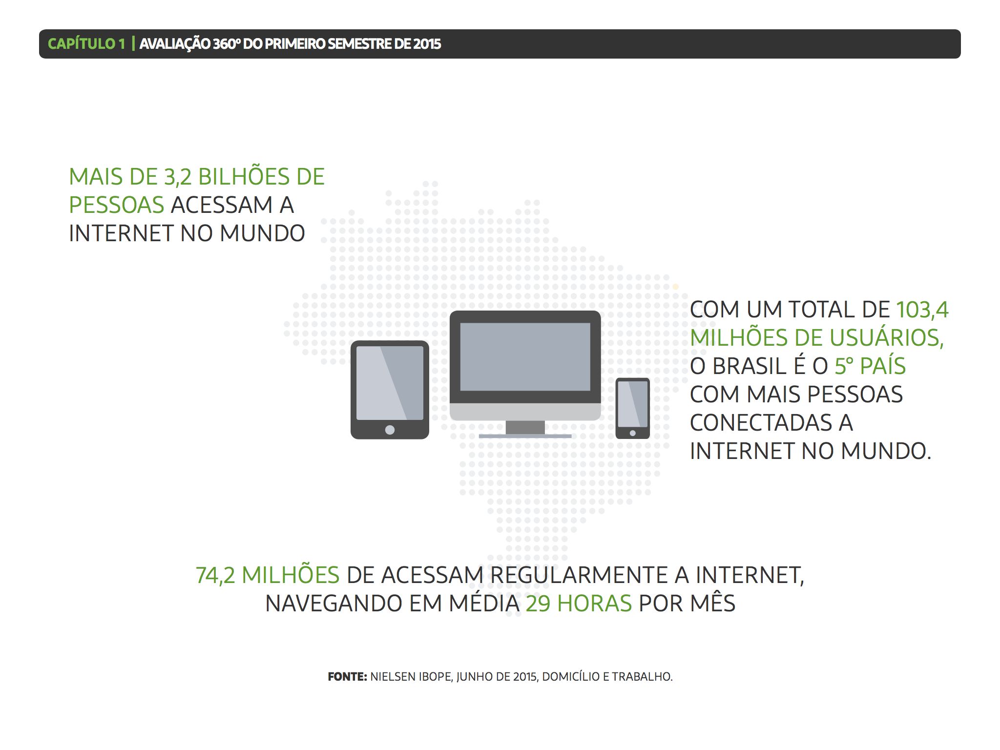 CAPÍTULO 1 | AVALIAÇÃO 360º DO PRIMEIRO SEMESTRE DE 2015
MAIS DE 3,2 BILHÕES DE
PESSOAS ACESSAM A
INTERNET NO MUNDO
COM UM TOTAL DE 103,4
MILHÕES DE USUÁRIOS,
O BRASIL É O 5° PAÍS
COM MAIS PESSOAS
CONECTADAS A
INTERNET NO MUNDO.
74,2 MILHÕES DE ACESSAM REGULARMENTE A INTERNET,
NAVEGANDO EM MÉDIA 29 HORAS POR MÊS
FONTE: NIELSEN IBOPE, JUNHO DE 2015, DOMICÍLIO E TRABALHO.